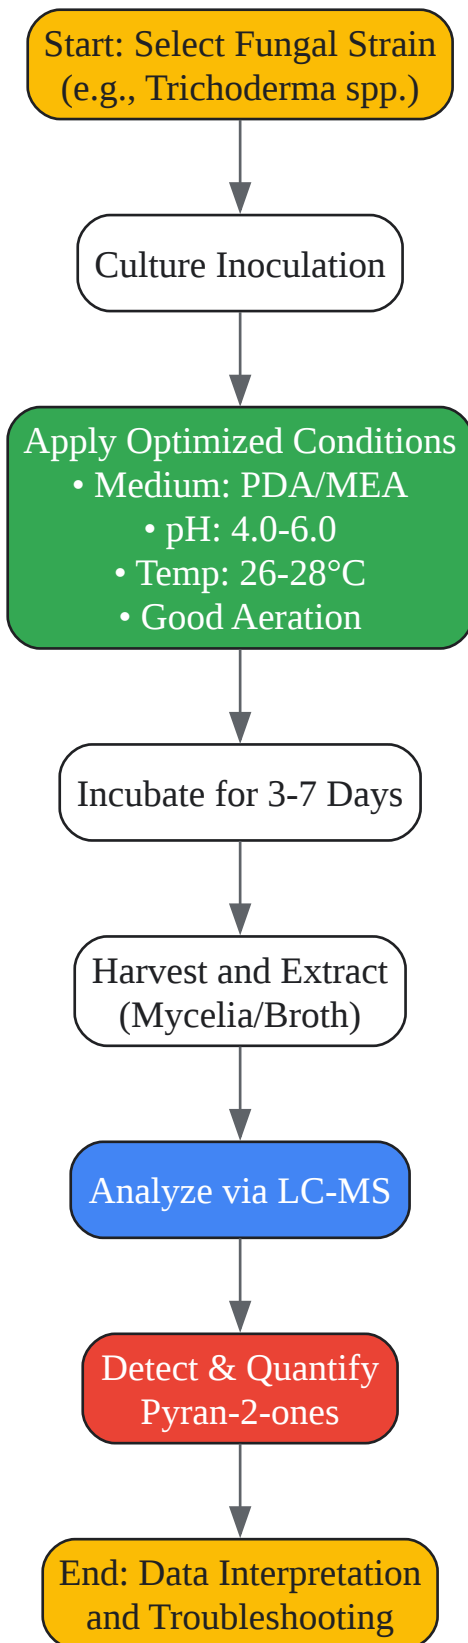 Start: Select Fungal Strain
(e.g., Trichoderma spp.)
Culture Inoculation
Apply Optimized Conditions
• Medium: PDA/MEA
• pH: 4.0-6.0
• Temp: 26-28°C
• Good Aeration
Incubate for 3-7 Days
Harvest and Extract
(Mycelia/Broth)
Analyze via LC-MS
Detect & Quantify
Pyran-2-ones
End: Data Interpretation
and Troubleshooting